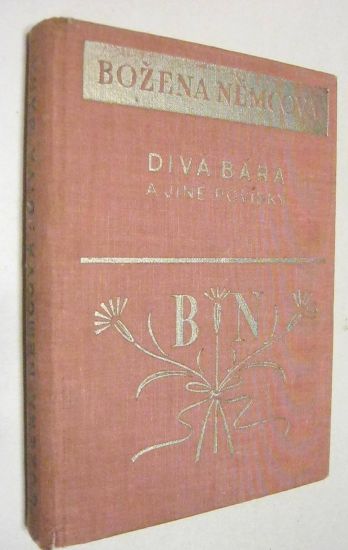 BOŽENA NĚMCOVÁ
DIVÁ BÁRA
A JINÉ POVÍDKY
BN